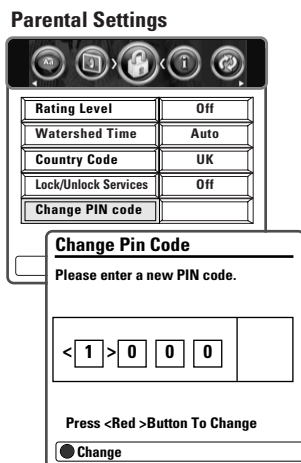 Parental Settings
Aa
Rating Level Off
Watershed Time Auto
Country Code UK
Lock/Unlock Services Off
Change PIN code
Change Pin Code
Please enter a new PIN code.
< 1 > 0 0 0
Press <Red >Button To Change
Change